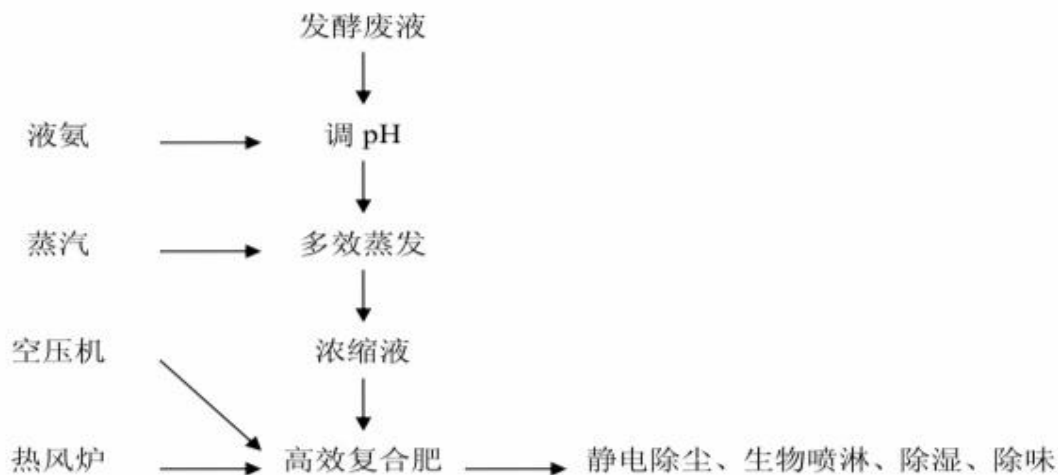 发酵废液
液氨
调 pH
蒸汽
多效蒸发
空压机
浓缩液
热风炉
高效复合肥
静电除尘、生物喷淋、除湿、除味